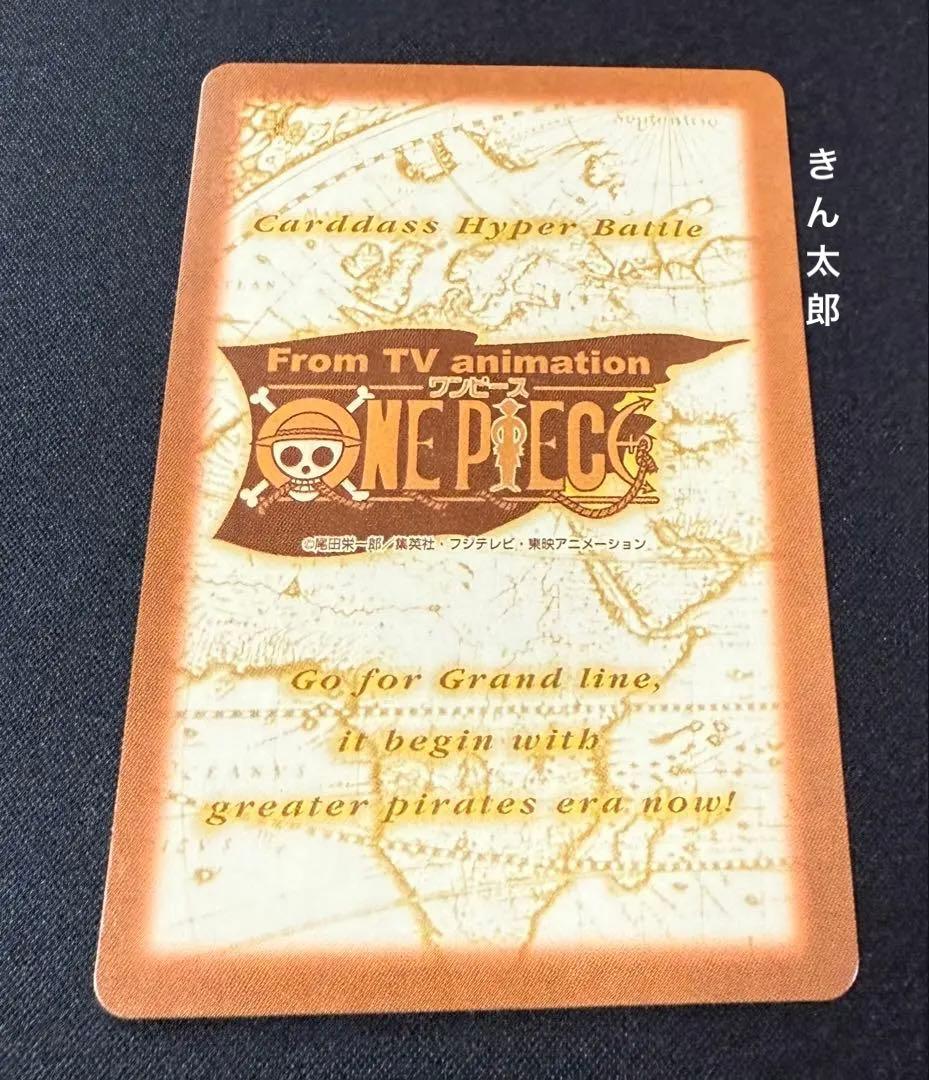 Septentrio
Carddass Hyper Battle
From TV animation
ワンピース
ONE PIECE
©尾田栄一郎／集英社・フジテレビ・東映アニメーション
Go for Grand line,
it begin with
greater pirates era now!
きん太郎